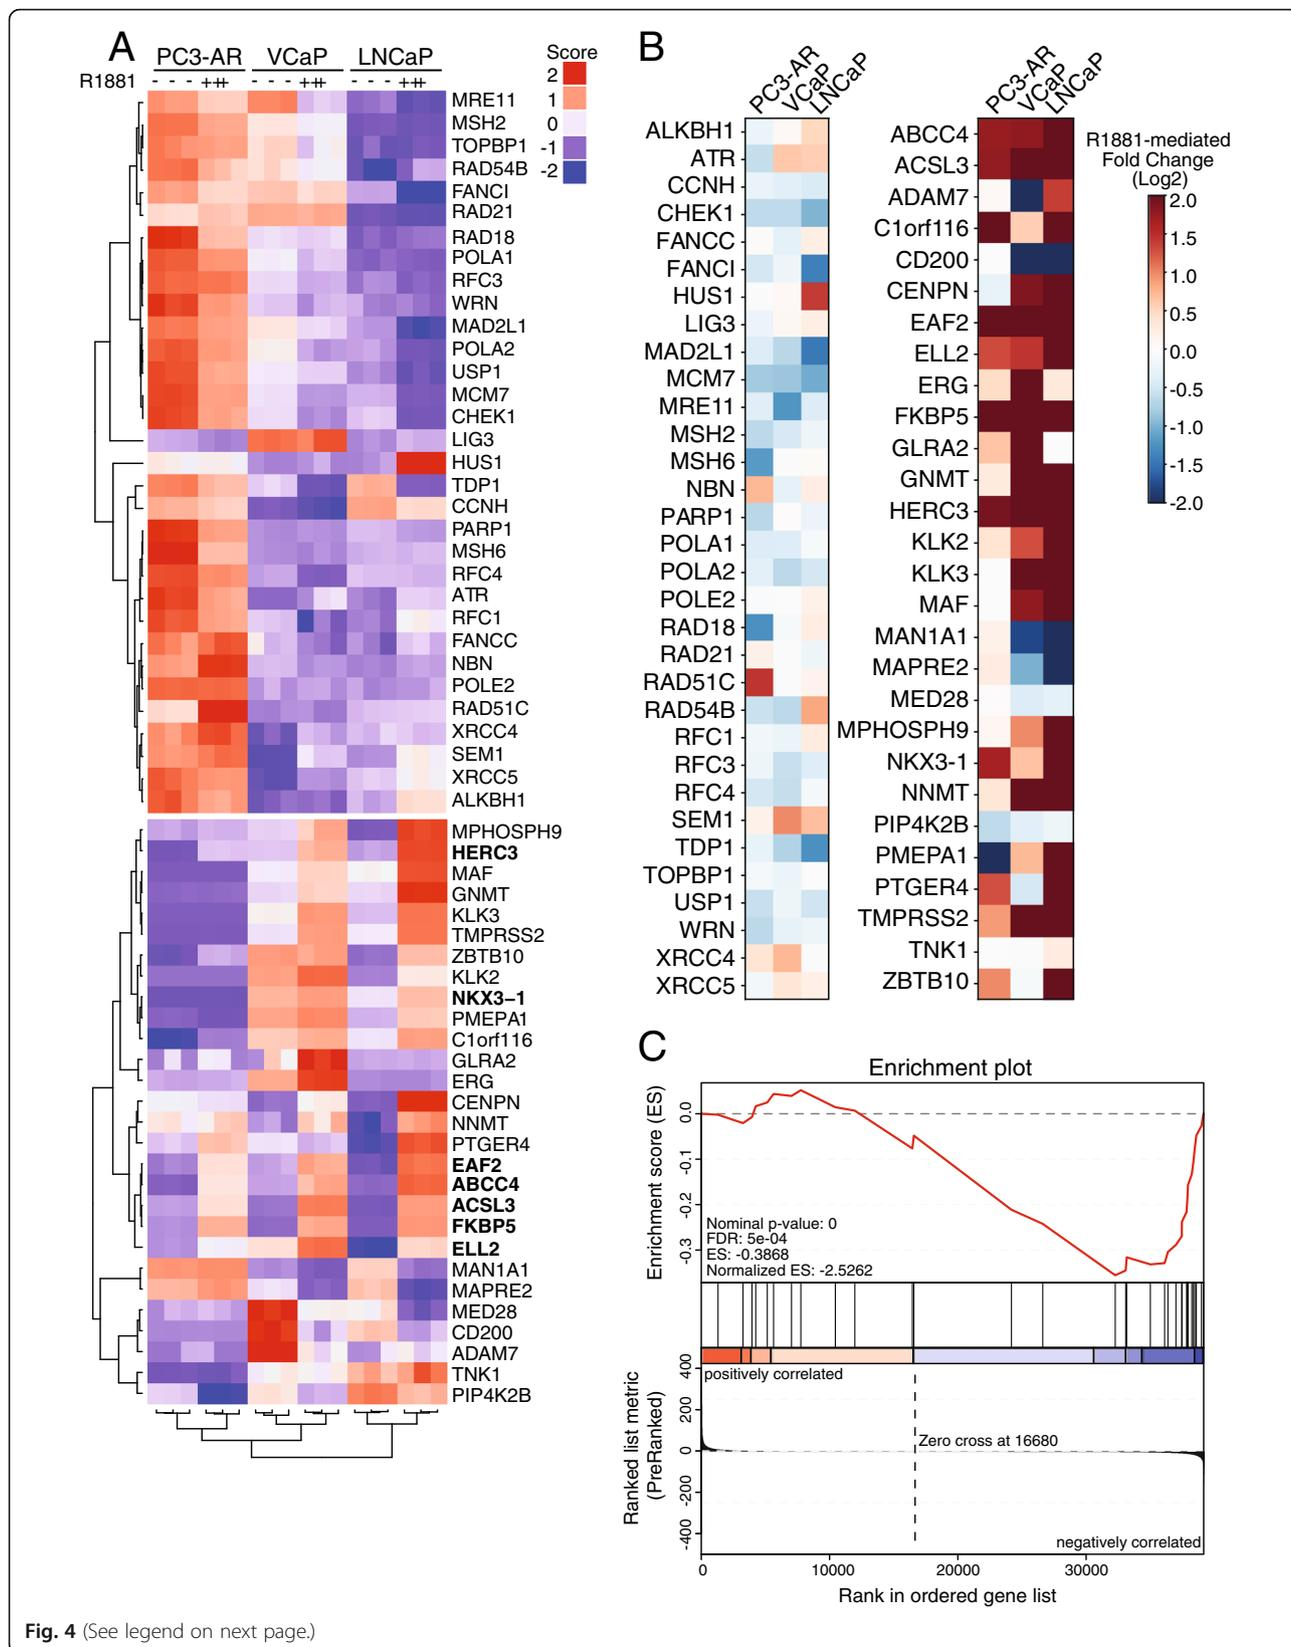 A
PC3-AR VCaP LNCaP
R1881 - - - +++ - - - +++ - - - +++
Score
2
1
0
-1
-2
MRE11
MSH2
TOPBP1
RAD54B
FANCI
RAD21
RAD18
POLA1
RFC3
WRN
MAD2L1
POLA2
USP1
MCM7
CHEK1
LIG3
HUS1
TDP1
CCNH
PARP1
MSH6
RFC4
ATR
RFC1
FANCC
NBN
POLE2
RAD51C
XRCC4
SEM1
XRCC5
ALKBH1
MPHOSPH9
HERC3
MAF
GNMT
KLK3
TMPRSS2
ZBTB10
KLK2
NKX3–1
PMEPA1
C1orf116
GLRA2
ERG
CENPN
NNMT
PTGER4
EAF2
ABCC4
ACSL3
FKBP5
ELL2
MAN1A1
MAPRE2
MED28
CD200
ADAM7
TNK1
PIP4K2B
B
PC3-AR VCaP LNCaP
ALKBH1
ATR
CCNH
CHEK1
FANCC
FANCI
HUS1
LIG3
MAD2L1
MCM7
MRE11
MSH2
MSH6
NBN
PARP1
POLA1
POLA2
POLE2
RAD18
RAD21
RAD51C
RAD54B
RFC1
RFC3
RFC4
SEM1
TDP1
TOPBP1
USP1
WRN
XRCC4
XRCC5
PC3-AR VCaP LNCaP
ABCC4
ACSL3
ADAM7
C1orf116
CD200
CENPN
EAF2
ELL2
ERG
FKBP5
GLRA2
GNMT
HERC3
KLK2
KLK3
MAF
MAN1A1
MAPRE2
MED28
MPHOSPH9
NKX3-1
NNMT
PIP4K2B
PMEPA1
PTGER4
TMPRSS2
TNK1
ZBTB10
R1881-mediated
Fold Change
(Log2)
2.0
1.5
1.0
0.5
0.0
-0.5
-1.0
-1.5
-2.0
C
Enrichment plot
Enrichment score (ES)
0.0
-0.1
-0.2
-0.3
Nominal p-value: 0
FDR: 5e-04
ES: -0.3868
Normalized ES: -2.5262
positively correlated
Ranked list metric
(PreRanked)
400
200
0
-200
-400
Zero cross at 16680
negatively correlated
0 10000 20000 30000
Rank in ordered gene list
Fig. 4 (See legend on next page.)